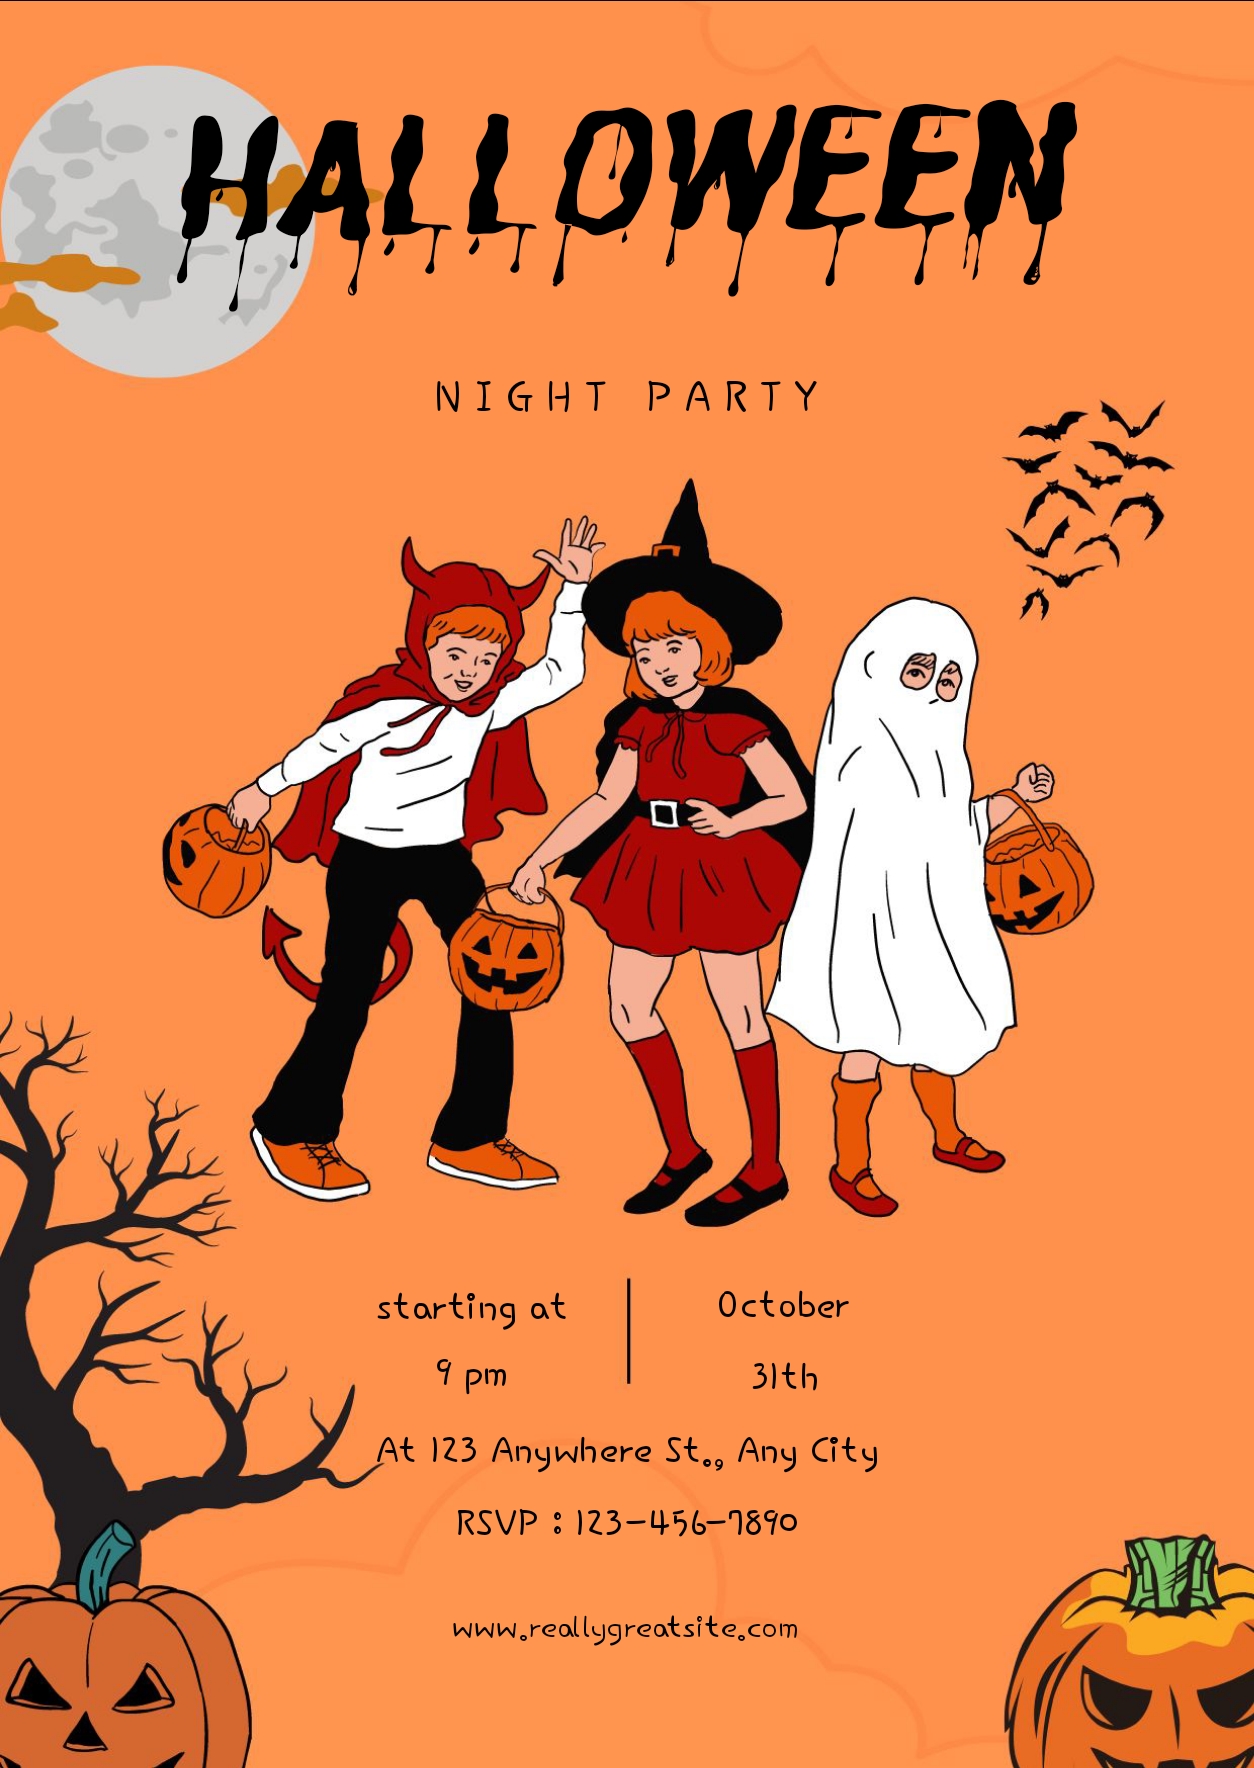 HALLOWEEN
NIGHT PARTY
starting at
9 pm
October
31th
At 123 Anywhere St., Any City
RSVP : 123-456-7890
www.reallygreatsite.com